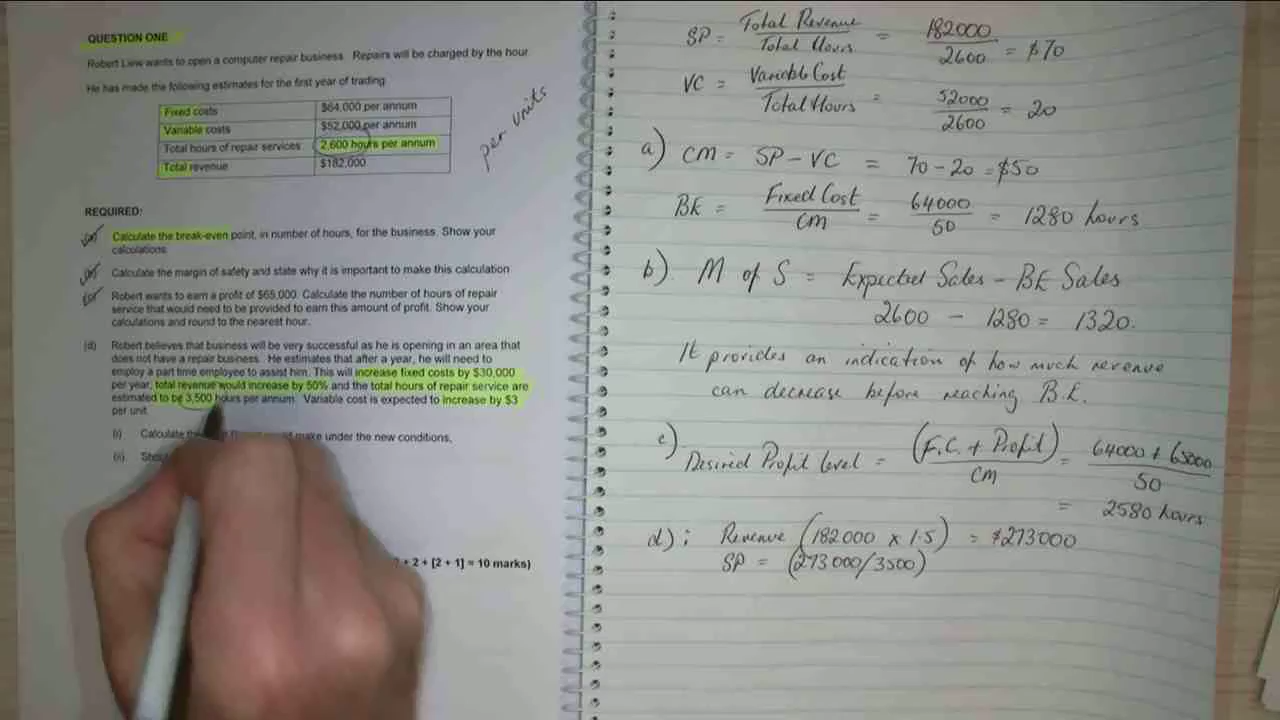 QUESTION ONE
Robert Liew wants to open a computer repair business. Repairs will be charged by the hour.
He has made the following estimates for the first year of trading.
Fixed costs $64,000 per annum
Variable costs $52,000 per annum
Total hours of repair services 2,600 hours per annum
Total revenue $182,000
per units
REQUIRED:
(a) Calculate the break-even point, in number of hours, for the business. Show your
calculations.
(b) Calculate the margin of safety and state why it is important to make this calculation
(c) Robert wants to earn a profit of $65,000. Calculate the number of hours of repair
service that would need to be provided to earn this amount of profit. Show your
calculations and round to the nearest hour.
(d) Robert believes that business will be very successful as he is opening in an area that
does not have a repair business. He estimates that after a year, he will need to
employ a part time employee to assist him. This will increase fixed costs by $30,000
per year, total revenue would increase by 50% and the total hours of repair service are
estimated to be 3,500 hours per annum. Variable cost is expected to increase by $3
per unit.
(i) Calculate the make under the new conditions.
(ii) Shou
+ 2 + [2 + 1] = 10 marks)
SP = Total Revenue / Total Hours = 182000 / 2600 = $70
VC = Variable Cost / Total Hours = 52000 / 2600 = 20
a) CM = SP - VC = 70 - 20 = $50
BE = Fixed Cost / CM = 64000 / 50 = 1280 hours
b) M of S = Expected Sales - BE Sales
2600 - 1280 = 1320.
It provides an indication of how much revenue
can decrease before reaching B.E.
c) Desired Profit Level = (F.C. + Profit) / CM = 64000 + 65000 / 50
= 2580 hours
d) i Revenue (182000 x 1.5) = $273000
SP = (273000/3500)